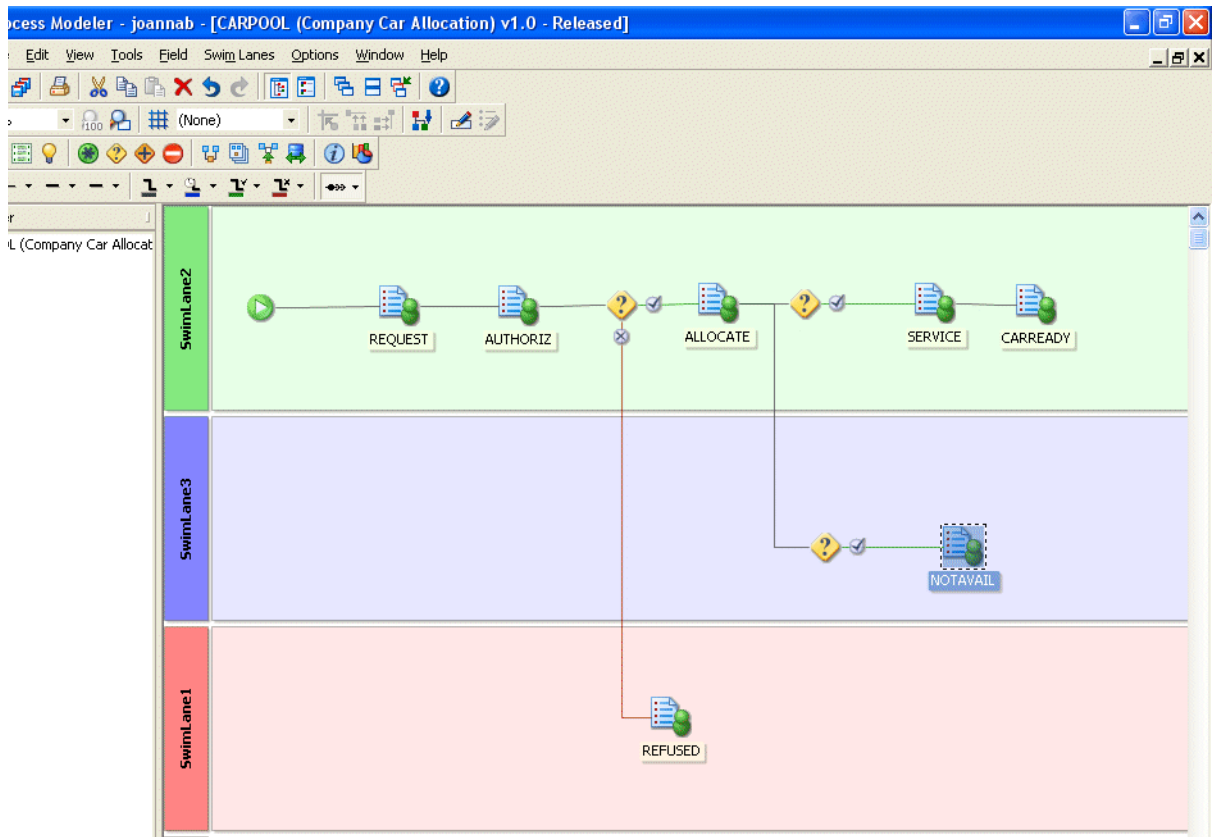 ocess Modeler - joannab - [CARPOOL (Company Car Allocation) v1.0 - Released]
Edit View Tools Field Swim Lanes Options Window Help
100 (None)
L (Company Car Allocat
SwimLane2
REQUEST AUTHORIZ ALLOCATE SERVICE CARREADY
SwimLane3
NOTAVAIL
SwimLane1
REFUSED